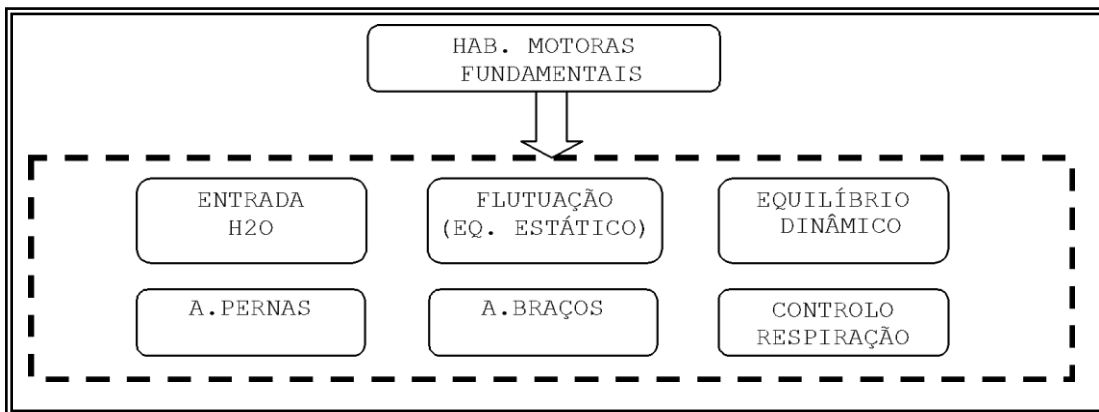 HAB. MOTORAS
FUNDAMENTAIS
ENTRADA
H2O
FLUTUAÇÃO
(EQ. ESTÁTICO)
EQUILÍBRIO
DINÂMICO
A.PERNAS
A.BRAÇOS
CONTROLO
RESPIRAÇÃO